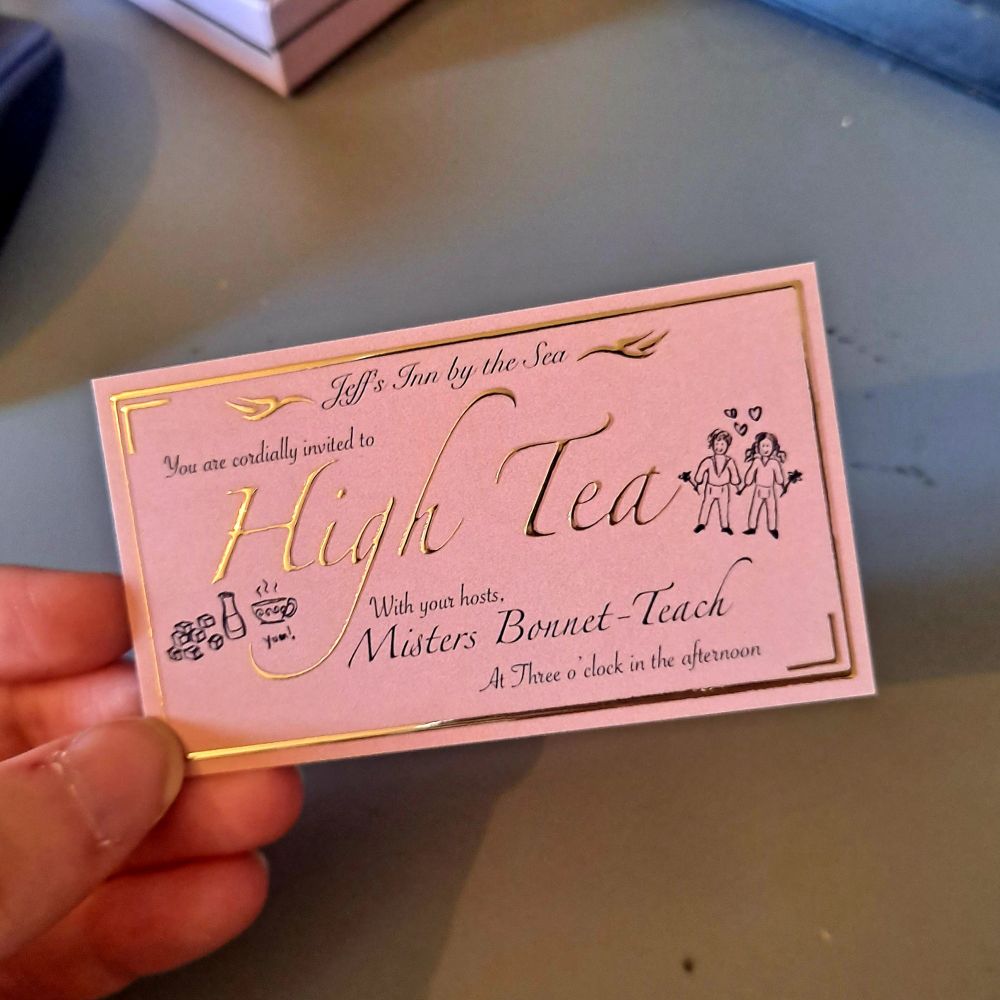 Jeff's Inn by the Sea
You are cordially invited to
High Tea
With your hosts,
Misters Bonnet-Teach
At Three o'clock in the afternoon
yum!